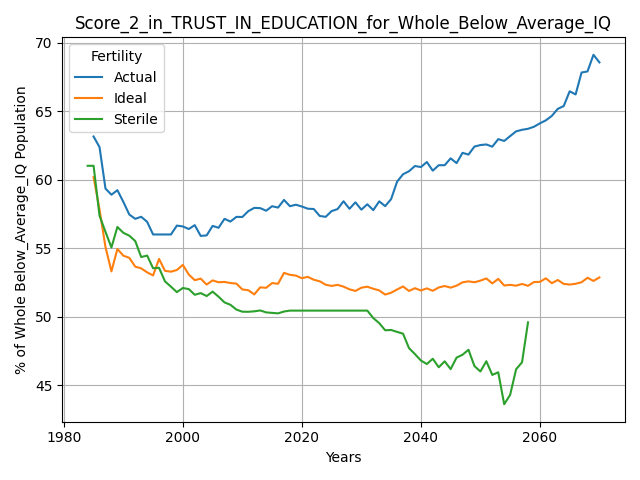 Score_2_in_TRUST_IN_EDUCATION_for_Whole_Below_Average_IQ
Fertility
Actual
Ideal
Sterile
% of Whole Below_Average_IQ Population
70
65
60
55
50
45
1980
2000
2020
2040
2060
Years